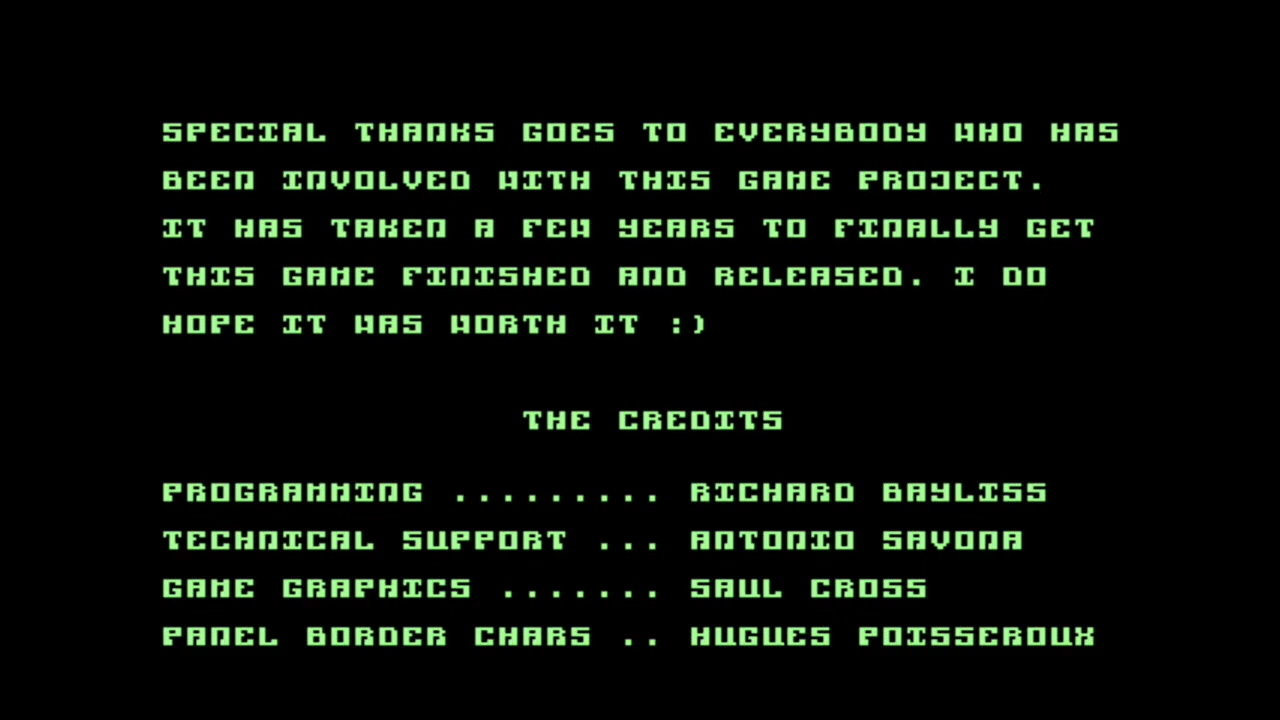 SPECIAL THANKS GOES TO EVERYBODY WHO HAS
BEEN INVOLVED WITH THIS GAME PROJECT.
IT HAS TAKEN A FEW YEARS TO FINALLY GET
THIS GAME FINISHED AND RELEASED. I DO
HOPE IT WAS WORTH IT :)
THE CREDITS
PROGRAMMING ......... RICHARD BAYLISS
TECHNICAL SUPPORT ... ANTONIO SAVONA
GAME GRAPHICS ....... SAUL CROSS
PANEL BORDER CHARS .. HUGUES POISSEROUX